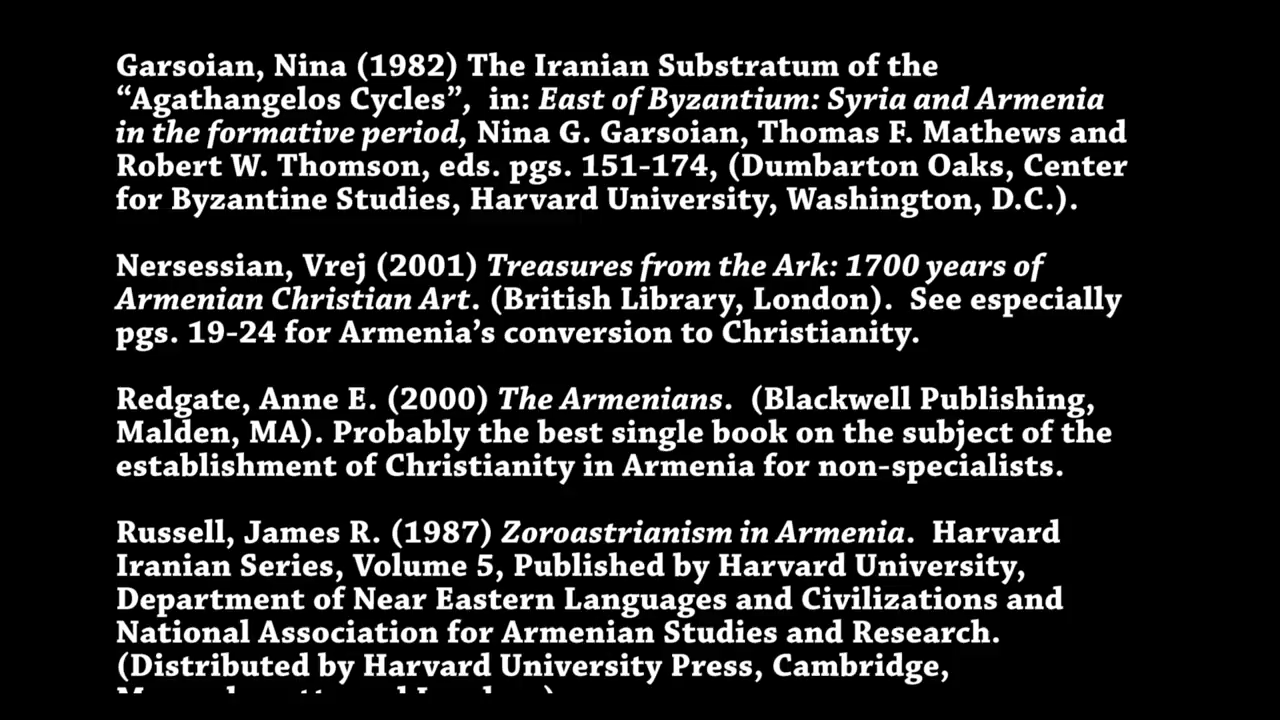 Garsoian, Nina (1982) The Iranian Substratum of the
“Agathangelos Cycles”,  in: East of Byzantium: Syria and Armenia
in the formative period, Nina G. Garsoian, Thomas F. Mathews and
Robert W. Thomson, eds. pgs. 151-174, (Dumbarton Oaks, Center
for Byzantine Studies, Harvard University, Washington, D.C.).
Nersessian, Vrej (2001) Treasures from the Ark: 1700 years of
Armenian Christian Art. (British Library, London).  See especially
pgs. 19-24 for Armenia’s conversion to Christianity.
Redgate, Anne E. (2000) The Armenians.  (Blackwell Publishing,
Malden, MA). Probably the best single book on the subject of the
establishment of Christianity in Armenia for non-specialists.
Russell, James R. (1987) Zoroastrianism in Armenia.  Harvard
Iranian Series, Volume 5, Published by Harvard University,
Department of Near Eastern Languages and Civilizations and
National Association for Armenian Studies and Research.
(Distributed by Harvard University Press, Cambridge,